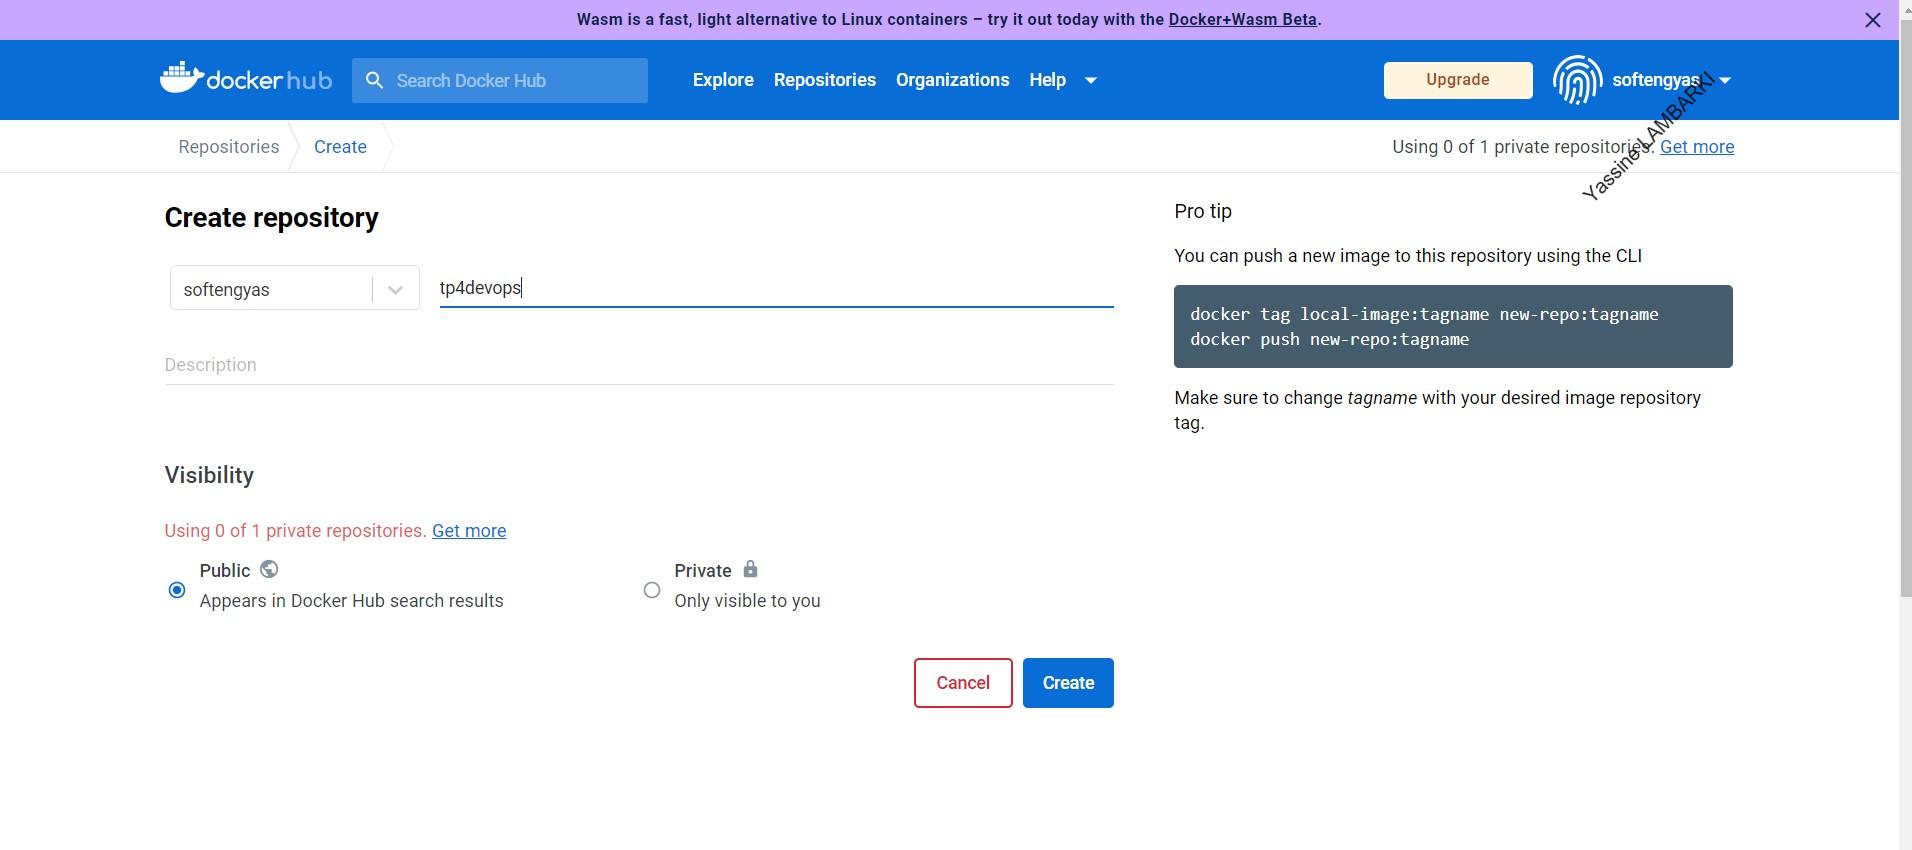 Wasm is a fast, light alternative to Linux containers – try it out today with the Docker+Wasm Beta.
dockerhub
Search Docker Hub
Explore
Repositories
Organizations
Help
Upgrade
softengyas
Yassine LAMBARKI
Repositories
Create
Using 0 of 1 private repositories. Get more
Create repository
softengyas
tp4devops
Description
Visibility
Using 0 of 1 private repositories. Get more
Public
Appears in Docker Hub search results
Private
Only visible to you
Cancel
Create
Pro tip
You can push a new image to this repository using the CLI
docker tag local-image:tagname new-repo:tagname
docker push new-repo:tagname
Make sure to change tagname with your desired image repository
tag.